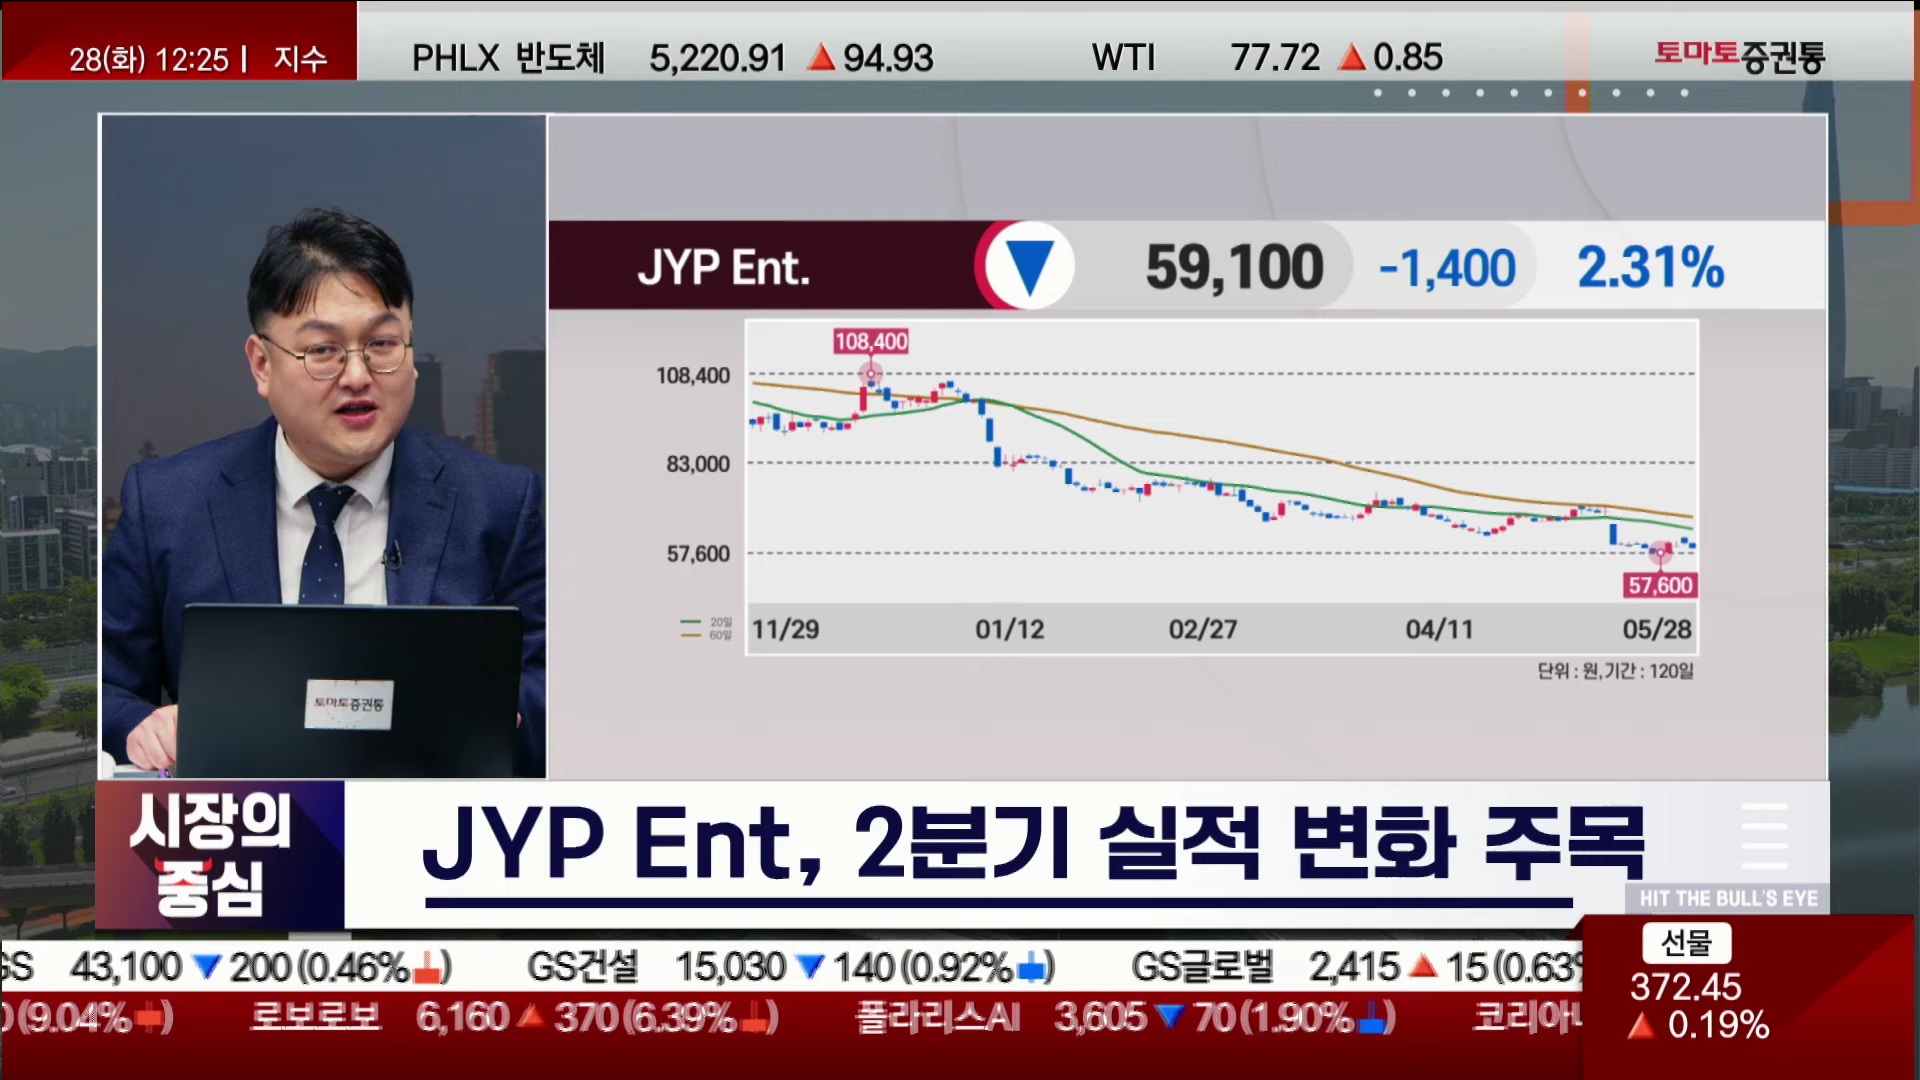 28(화) 12:25 | 지수 PHLX 반도체 5,220.91 ▲ 94.93 WTI 77.72 ▲ 0.85 토마토증권통
JYP Ent. ▼ 59,100 -1,400 2.31%
108,400
108,400
83,000
57,600
57,600
20일
60일
11/29 01/12 02/27 04/11 05/28
단위 : 원,기간 : 120일
토마토증권통
시장의
중심
JYP Ent, 2분기 실적 변화 주목
HIT THE BULL'S EYE
GS 43,100 ▼ 200 (0.46%) GS건설 15,030 ▼ 140 (0.92%) GS글로벌 2,415 ▲ 15 (0.63%
(9.04%) 로보로보 6,160 ▲ 370 (6.39%) 폴라리스AI 3,605 ▼ 70 (1.90%) 코리아
선물
372.45
▲ 0.19%